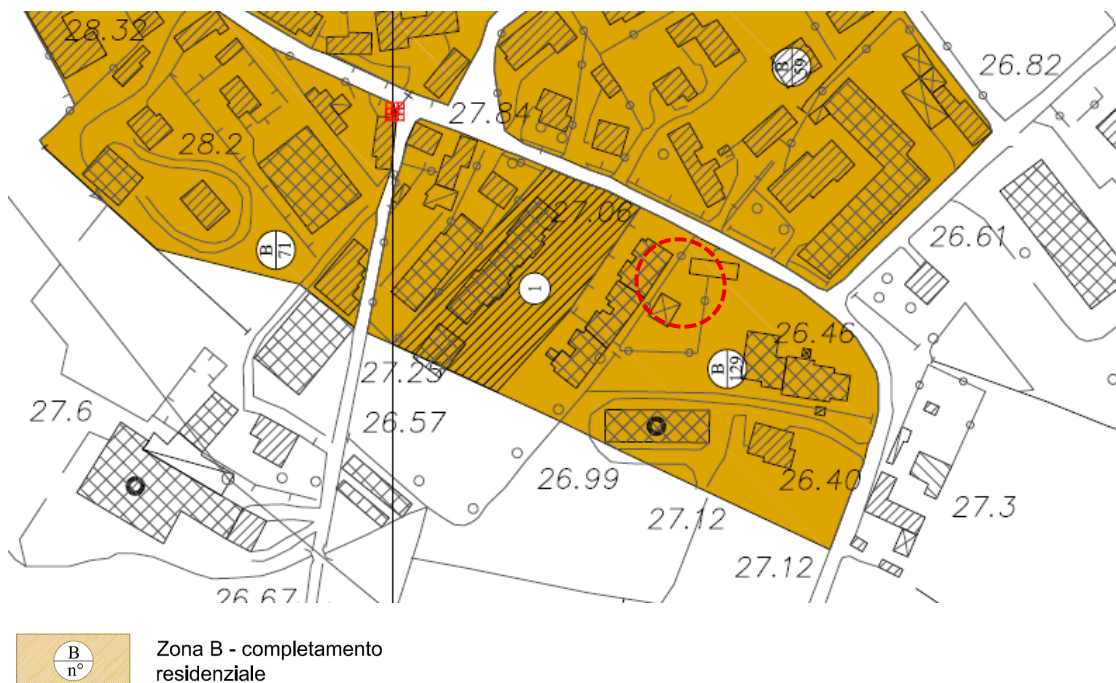 28.32
B
59
26.82
27.84
28.2
27.06
B
71
26.61
1
26.46
27.25
B
129
27.6
26.57
26.99
26.40
27.12
27.3
27.12
26.67
B
n°
Zona B - completamento
residenziale